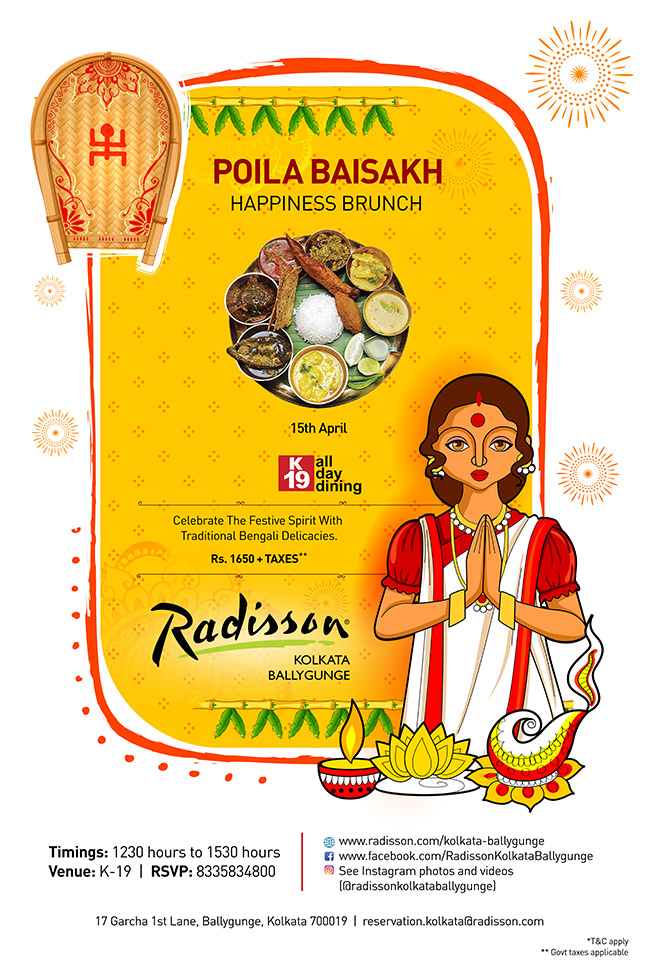 POILA BAISAKH
HAPPINESS BRUNCH
15th April
K
19
all
day
dining
Celebrate The Festive Spirit With
Traditional Bengali Delicacies.
Rs. 1650 + TAXES**
Radisson®
KOLKATA
BALLYGUNGE
Timings: 1230 hours to 1530 hours
Venue: K-19 | RSVP: 8335834800
www.radisson.com/kolkata-ballygunge
www.facebook.com/RadissonKolkataBallygunge
See Instagram photos and videos
(@radissonkolkataballygunge)
17 Garcha 1st Lane, Ballygunge, Kolkata 700019 | reservation.kolkata@radisson.com
*T&C apply
** Govt taxes applicable